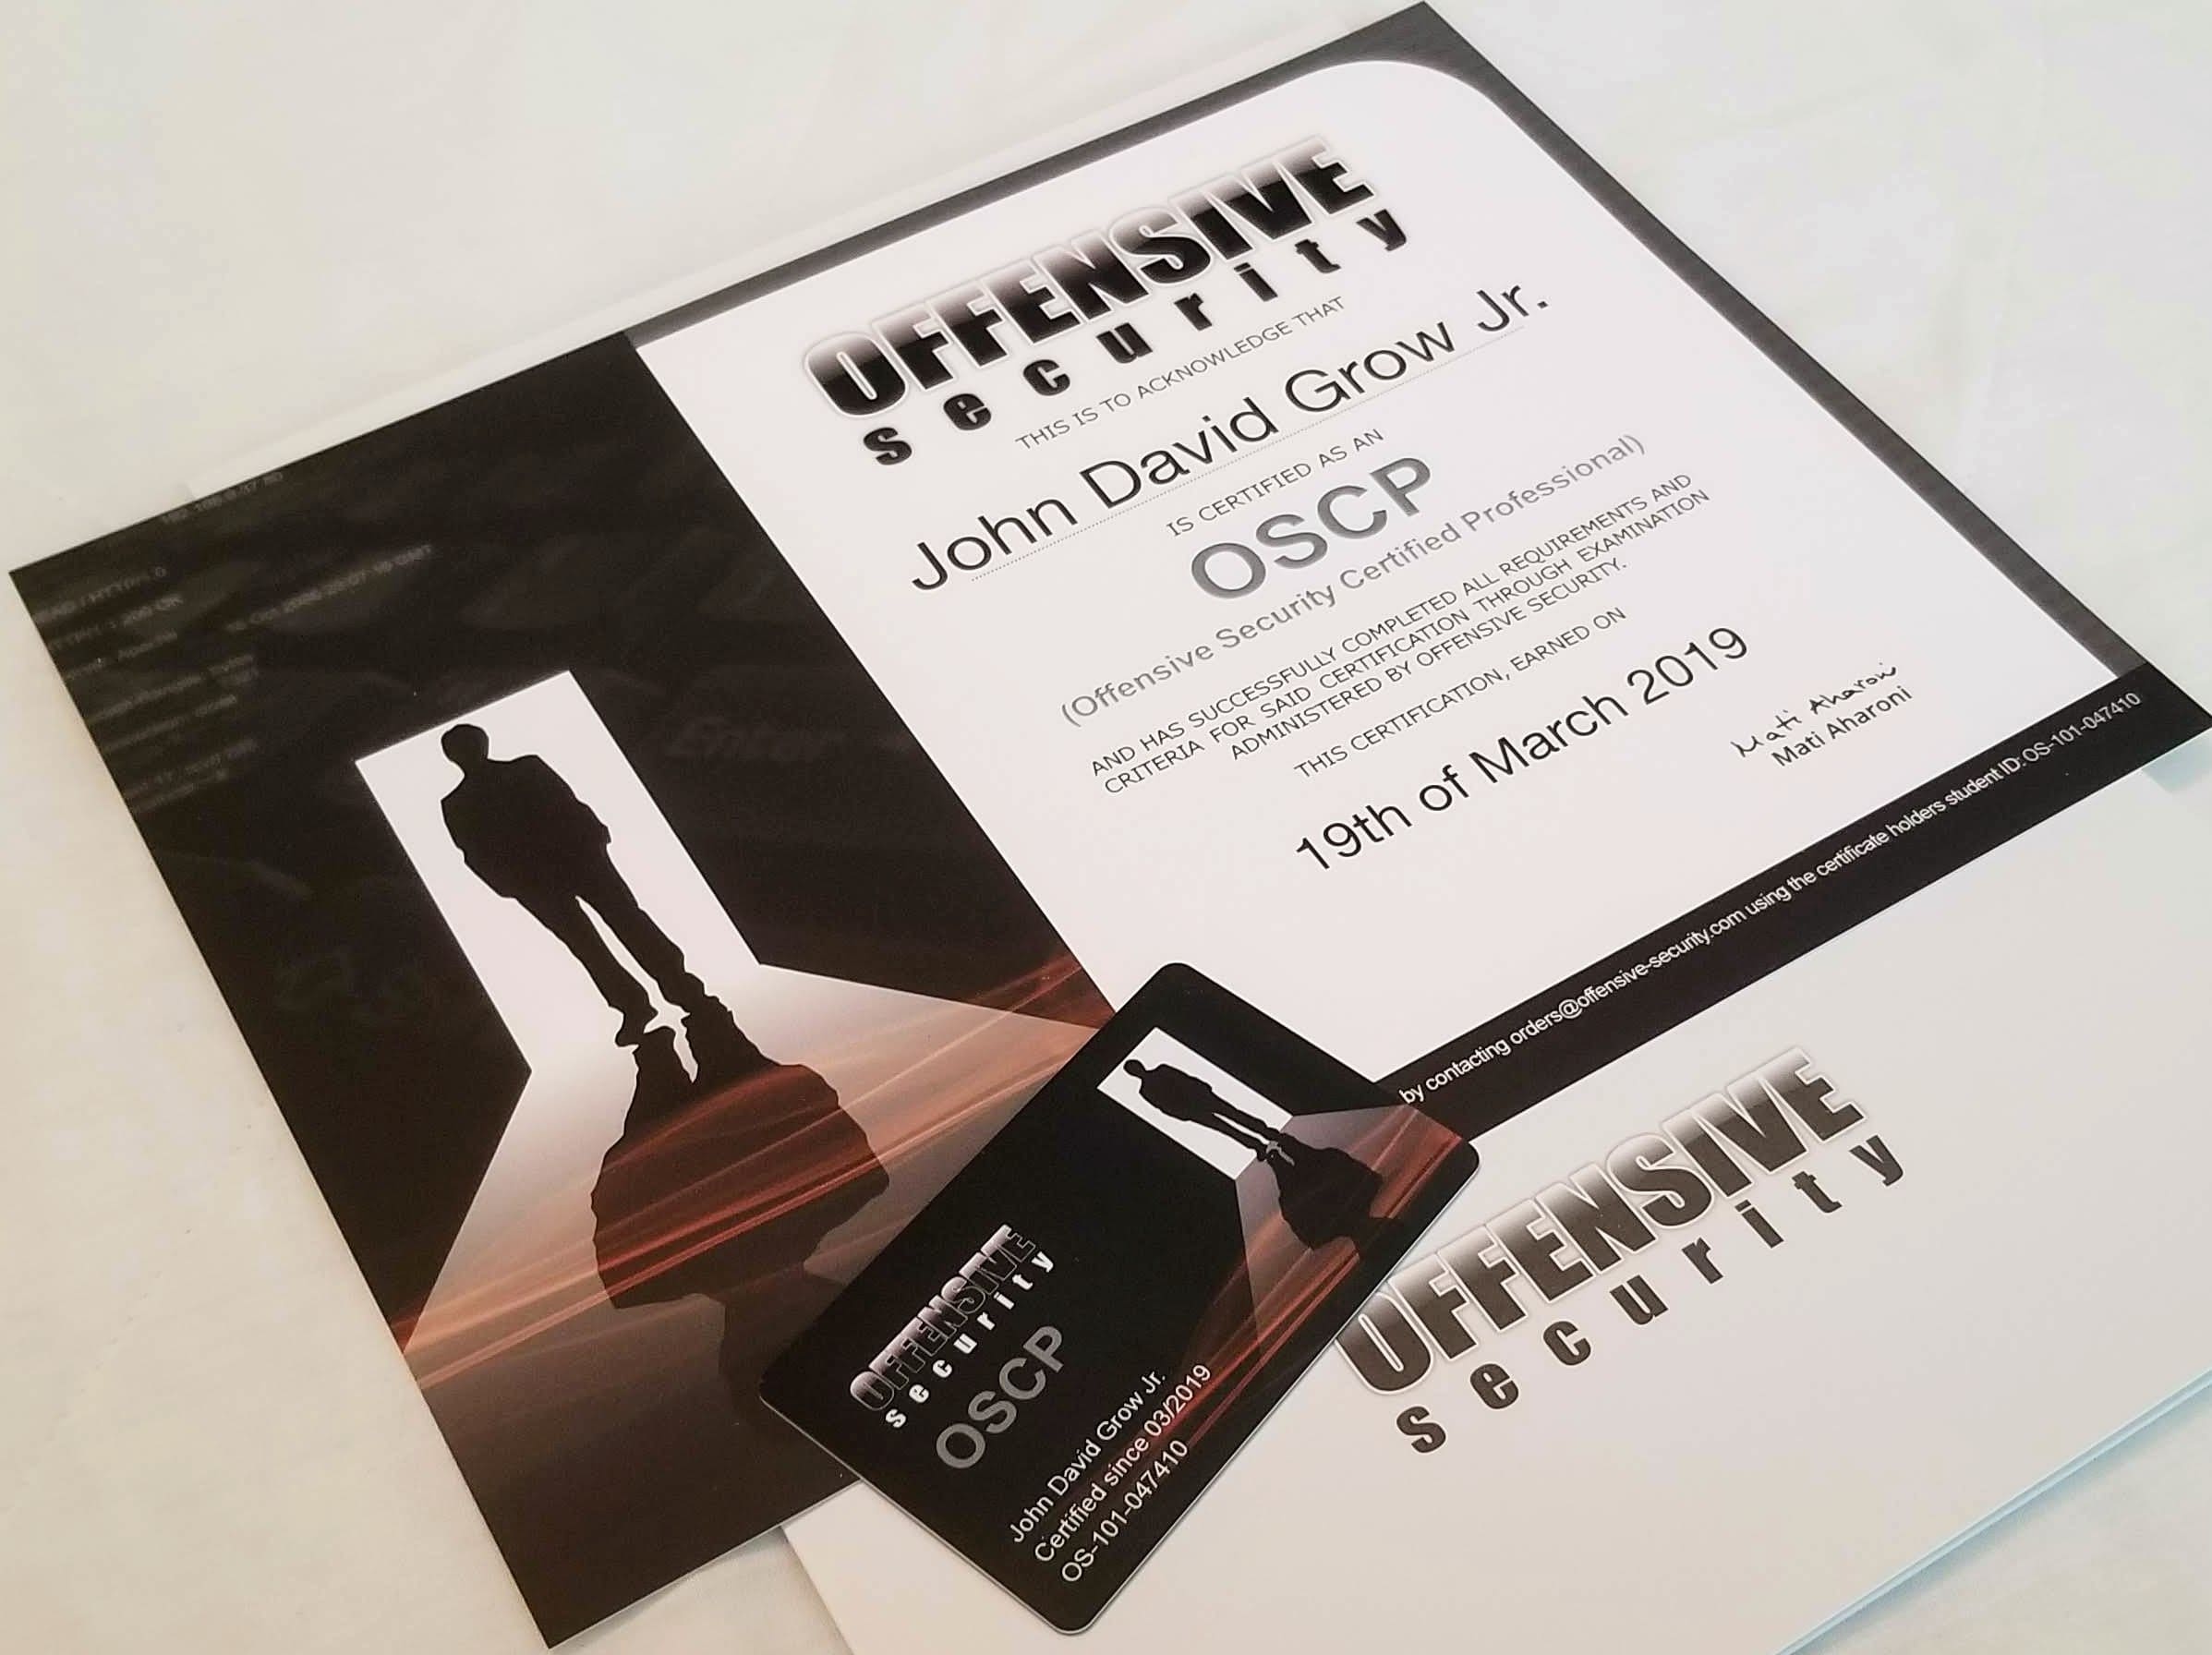 OFFENSIVE
security
THIS IS TO ACKNOWLEDGE THAT
John David Grow Jr.
IS CERTIFIED AS AN
OSCP
(Offensive Security Certified Professional)
AND HAS SUCCESSFULLY COMPLETED ALL REQUIREMENTS AND
CRITERIA FOR SAID CERTIFICATION THROUGH EXAMINATION
ADMINISTERED BY OFFENSIVE SECURITY.
THIS CERTIFICATION, EARNED ON
19th of March 2019
Mati Aharoni
Mati Aharoni
by contacting orders@offensive-security.com using the certificate holders student ID: OS-101-047410
Enter
OFFENSIVE
security
OSCP
John David Grow Jr.
Certified since 03/2019
OS-101-047410
OFFENSIVE
security